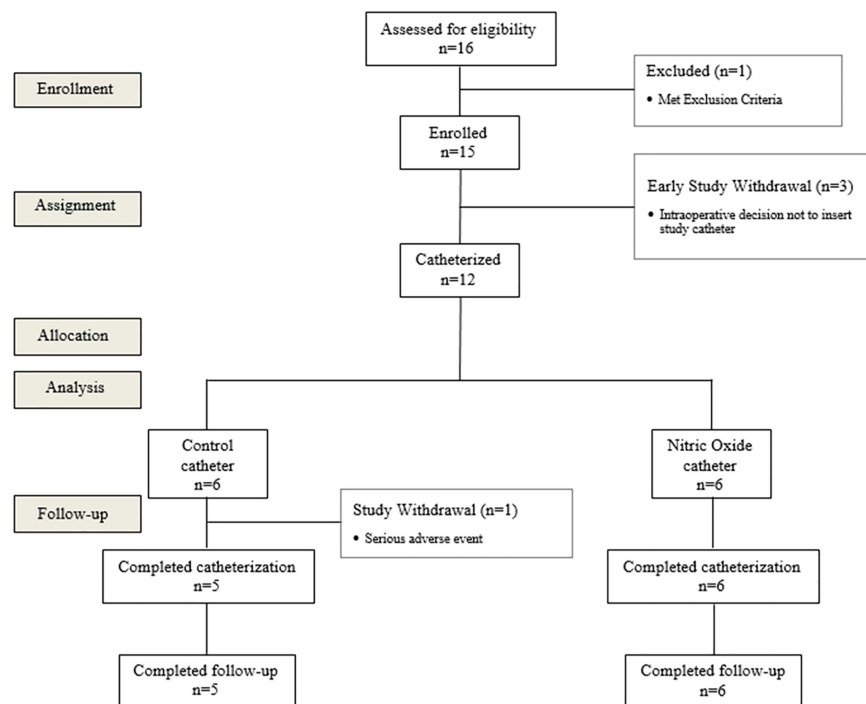 Assessed for eligibility
n=16
Excluded (n=1)
• Met Exclusion Criteria
Enrollment
Enrolled
n=15
Early Study Withdrawal (n=3)
• Intraoperative decision not to insert
study catheter
Assignment
Catheterized
n=12
Allocation
Analysis
Control
catheter
n=6
Nitric Oxide
catheter
n=6
Follow-up
Study Withdrawal (n=1)
• Serious adverse event
Completed catheterization
n=5
Completed catheterization
n=6
Completed follow-up
n=5
Completed follow-up
n=6